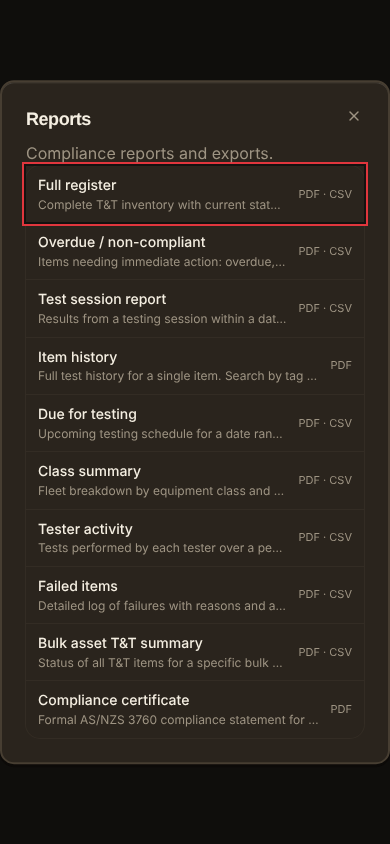 Reports
Compliance reports and exports.
Full register
Complete T&T inventory with current stat...
PDF · CSV
Overdue / non-compliant
Items needing immediate action: overdue,...
PDF · CSV
Test session report
Results from a testing session within a dat...
PDF · CSV
Item history
Full test history for a single item. Search by tag ...
PDF
Due for testing
Upcoming testing schedule for a date ran...
PDF · CSV
Class summary
Fleet breakdown by equipment class and ...
PDF · CSV
Tester activity
Tests performed by each tester over a pe...
PDF · CSV
Failed items
Detailed log of failures with reasons and a...
PDF · CSV
Bulk asset T&T summary
Status of all T&T items for a specific bulk ...
PDF · CSV
Compliance certificate
Formal AS/NZS 3760 compliance statement for ...
PDF